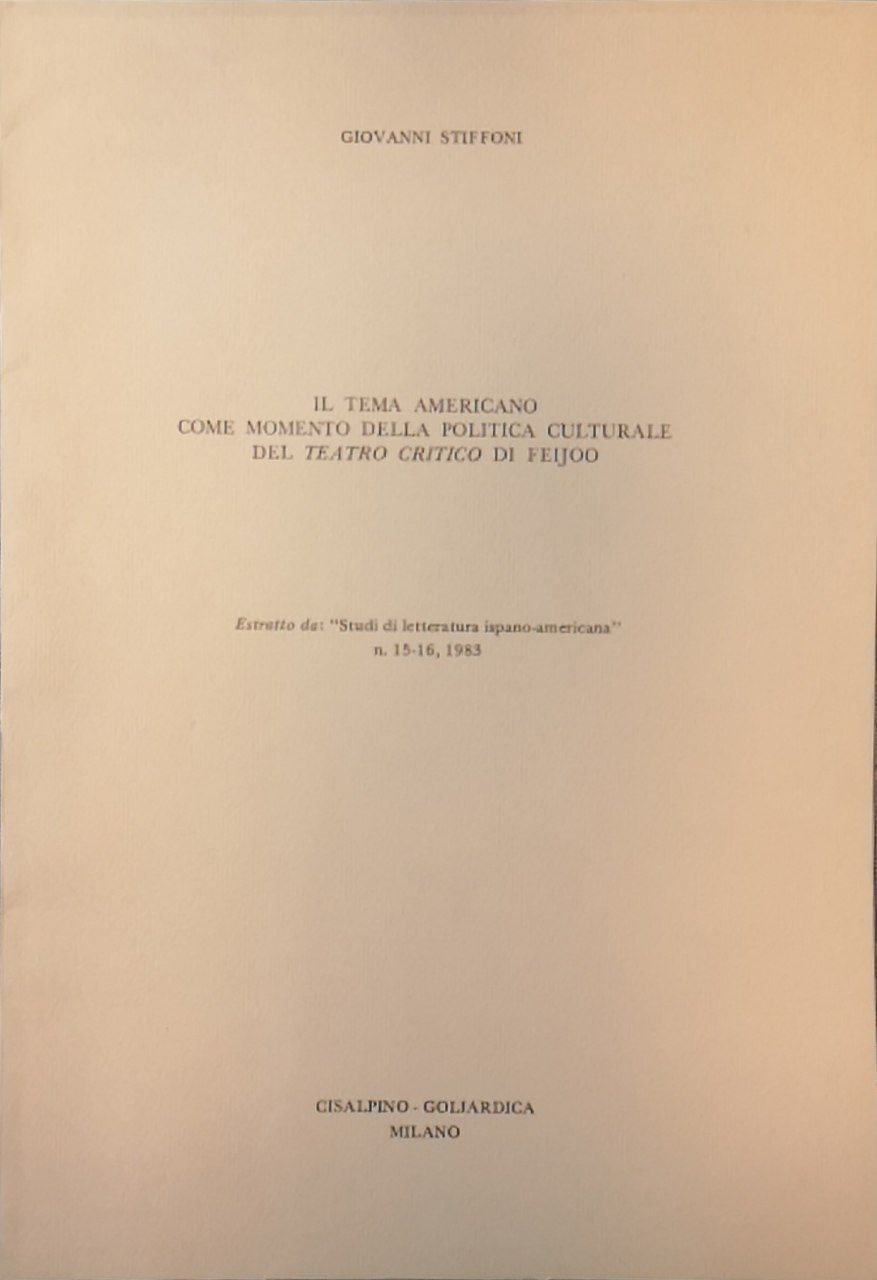 GIOVANNI STIFFONI
IL TEMA AMERICANO
COME MOMENTO DELLA POLITICA CULTURALE
DEL TEATRO CRITICO DI FEIJOO
Estratto da: "Studi di letteratura ispano-americana"
n. 15-16, 1983
CISALPINO - GOLIARDICA
MILANO